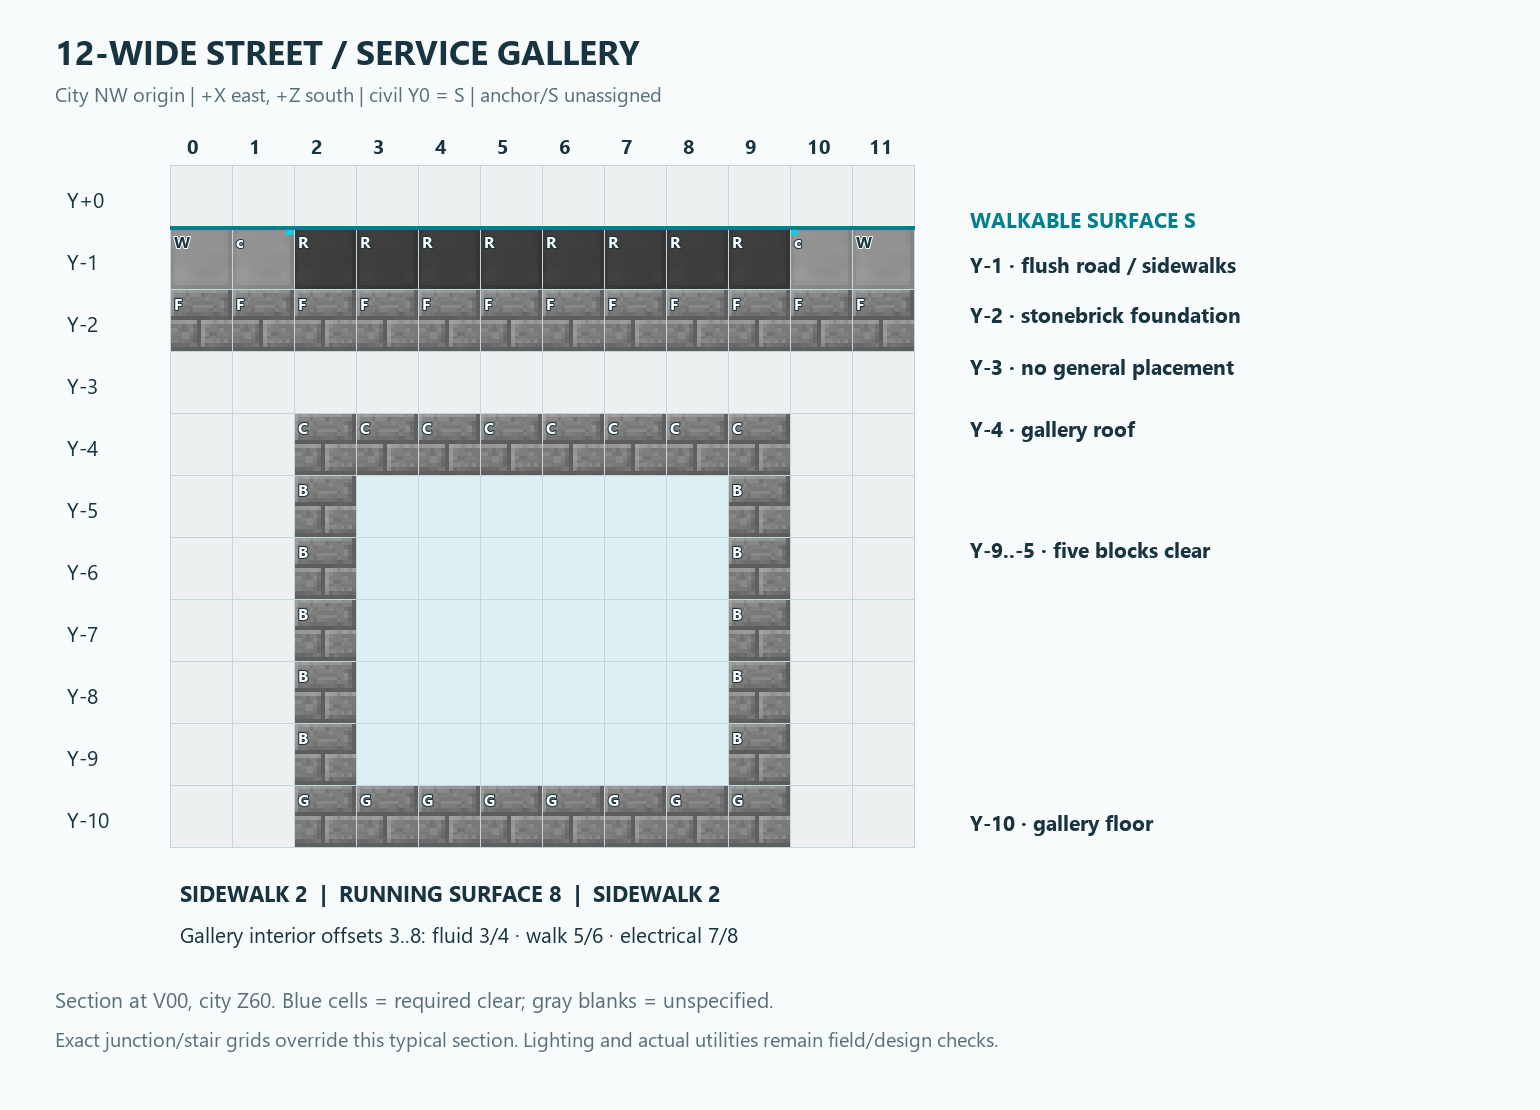 12-WIDE STREET / SERVICE GALLERY
City NW origin | +X east, +Z south | civil Y0 = S | anchor/S unassigned
0 1 2 3 4 5 6 7 8 9 10 11
Y+0
WALKABLE SURFACE S
Y-1 W c R R R R R R R R c W
Y-1 · flush road / sidewalks
Y-2 F F F F F F F F F F F F
Y-2 · stonebrick foundation
Y-3
Y-3 · no general placement
Y-4 C C C C C C C C
Y-4 · gallery roof
Y-5 B B
Y-6 B B
Y-9..-5 · five blocks clear
Y-7 B B
Y-8 B B
Y-9 B B
Y-10 G G G G G G G G
Y-10 · gallery floor
SIDEWALK 2 | RUNNING SURFACE 8 | SIDEWALK 2
Gallery interior offsets 3..8: fluid 3/4 · walk 5/6 · electrical 7/8
Section at V00, city Z60. Blue cells = required clear; gray blanks = unspecified.
Exact junction/stair grids override this typical section. Lighting and actual utilities remain field/design checks.